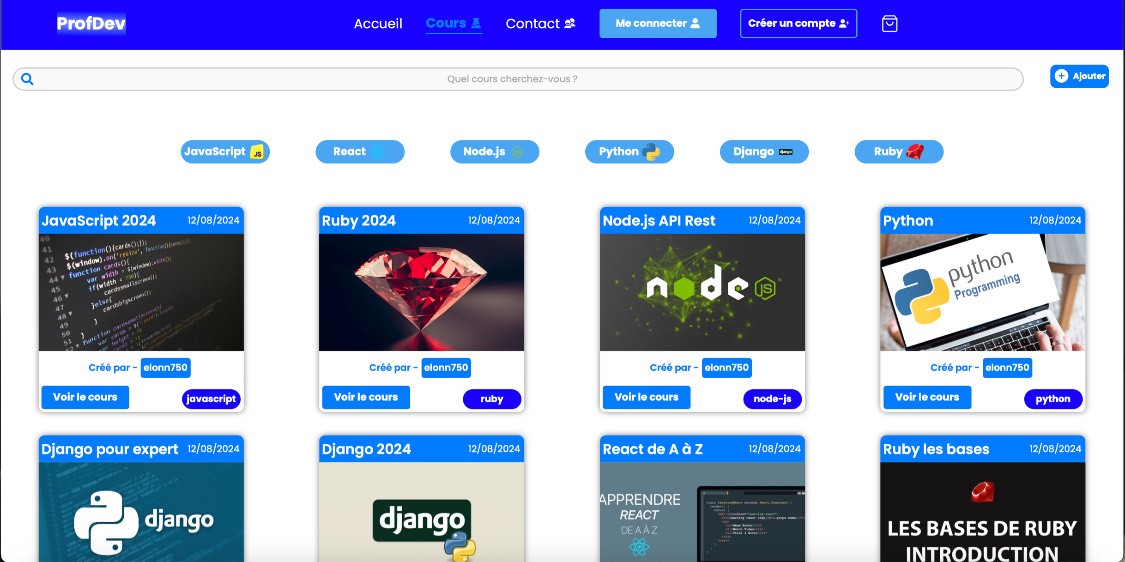 ProfDev
Accueil
Cours
Contact
Me connecter
Créer un compte
Quel cours cherchez-vous ?
Ajouter
JavaScript
JS
React
Node.js
Python
Django
Ruby
JavaScript 2024 12/08/2024
Ruby 2024 12/08/2024
Node.js API Rest 12/08/2024
Python 12/08/2024
node JS
python
Programming
Créé par - elonn750
Créé par - elonn750
Créé par - elonn750
Créé par - elonn750
Voir le cours javascript
Voir le cours ruby
Voir le cours node-js
Voir le cours python
Django pour expert 12/08/2024
Django 2024 12/08/2024
React de A à Z 12/08/2024
Ruby les bases 12/08/2024
django
django
APPRENDRE
REACT
DE A À Z
LES BASES DE RUBY
INTRODUCTION